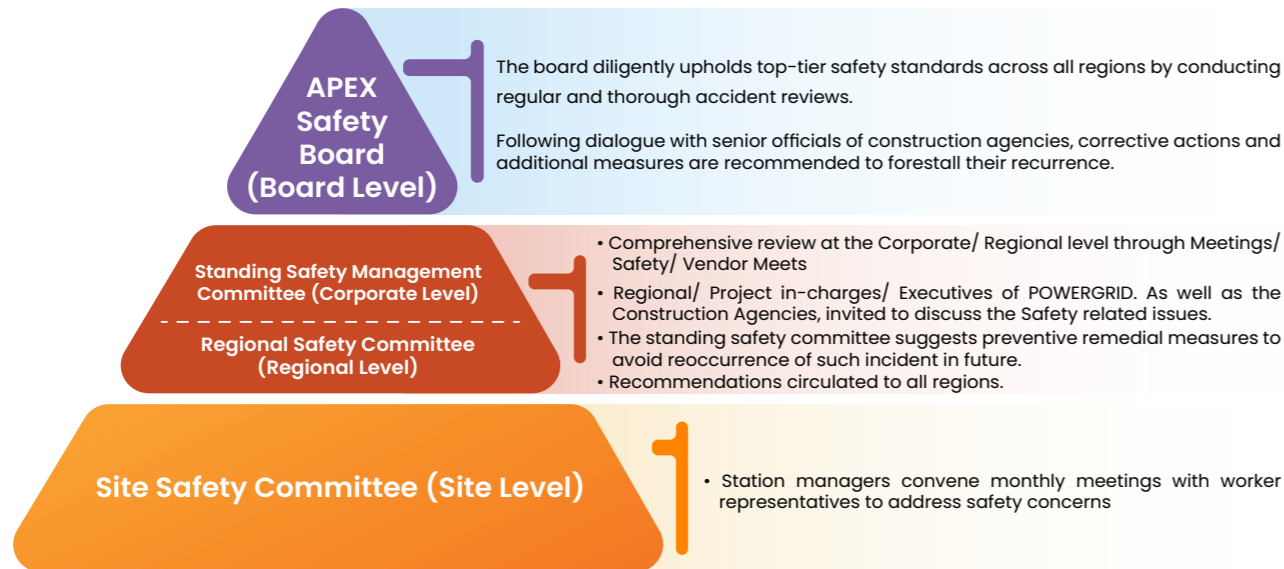 APEX
Safety
Board
(Board Level)
The board diligently upholds top-tier safety standards across all regions by conducting
regular and thorough accident reviews.
Following dialogue with senior officials of construction agencies, corrective actions and
additional measures are recommended to forestall their recurrence.
Standing Safety Management
Committee (Corporate Level)
Regional Safety Committee
(Regional Level)
• Comprehensive review at the Corporate/ Regional level through Meetings/
Safety/ Vendor Meets
• Regional/ Project in-charges/ Executives of POWERGRID. As well as the
Construction Agencies, invited to discuss the Safety related issues.
• The standing safety committee suggests preventive remedial measures to
avoid reoccurrence of such incident in future.
• Recommendations circulated to all regions.
Site Safety Committee (Site Level)
• Station managers convene monthly meetings with worker
representatives to address safety concerns